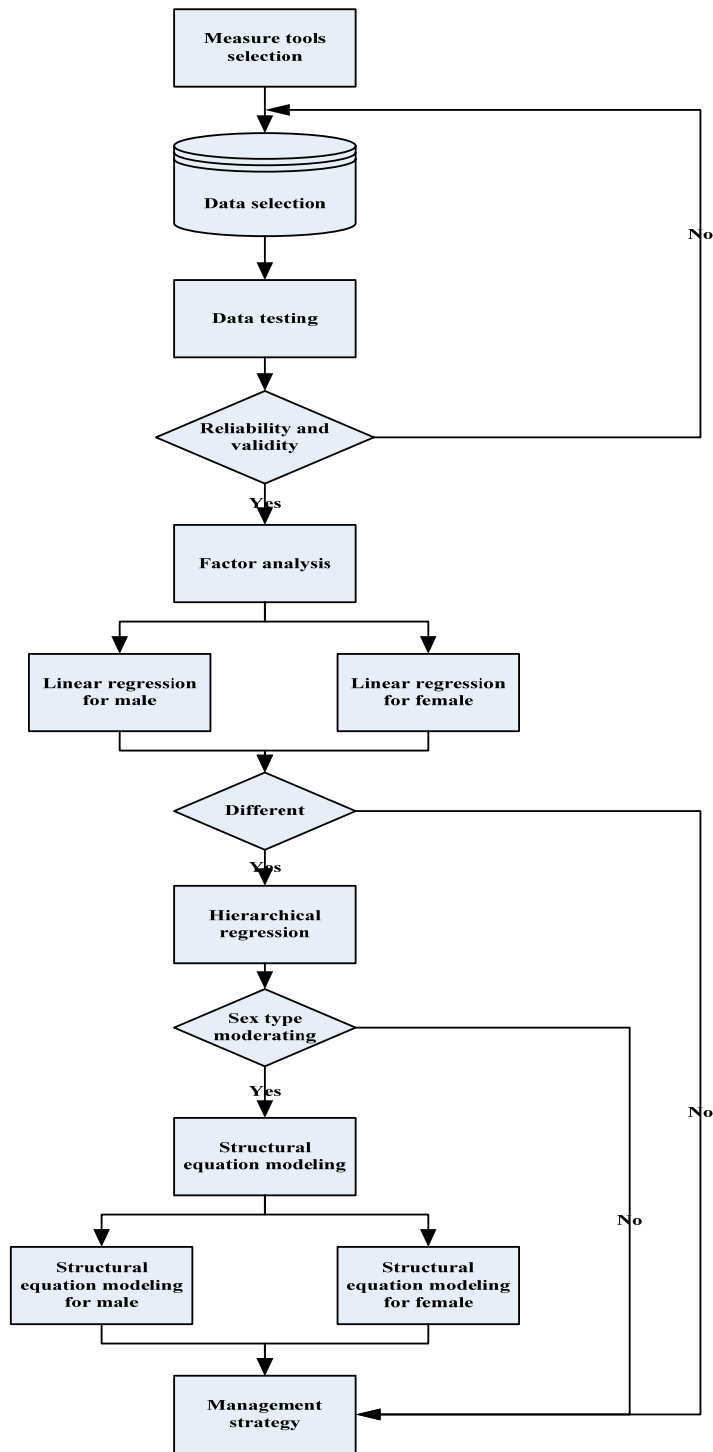 Measure tools
selection
Data selection
No
Data testing
Reliability and
validity
Yes
Factor analysis
Linear regression
for male
Linear regression
for female
Different
Yes
Hierarchical
regression
Sex type
moderating
Yes
No
Structural
equation modeling
No
Structural
equation modeling
for male
Structural
equation modeling
for female
Management
strategy